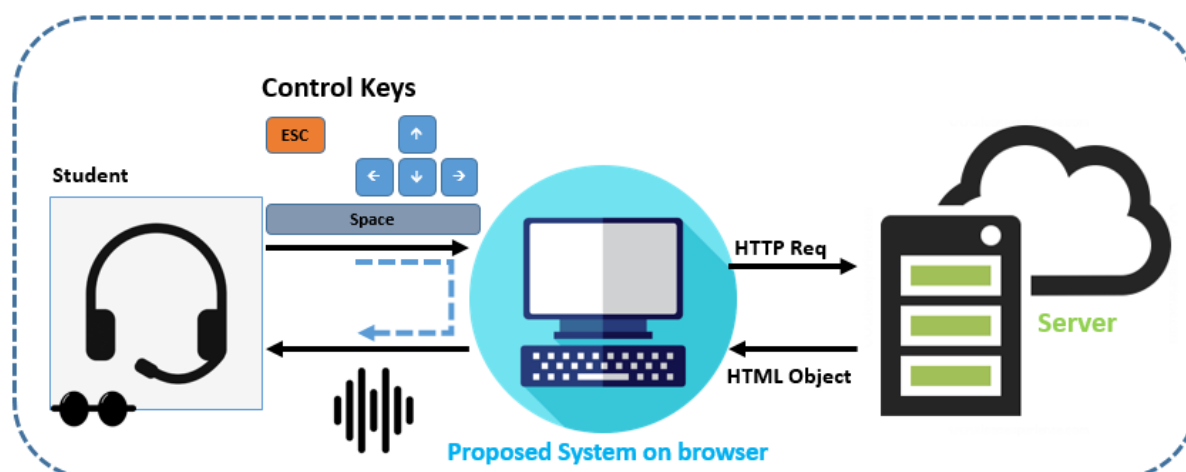 Control Keys
ESC
↑
← ↓ →
Student
Space
HTTP Req
Server
HTML Object
Proposed System on browser